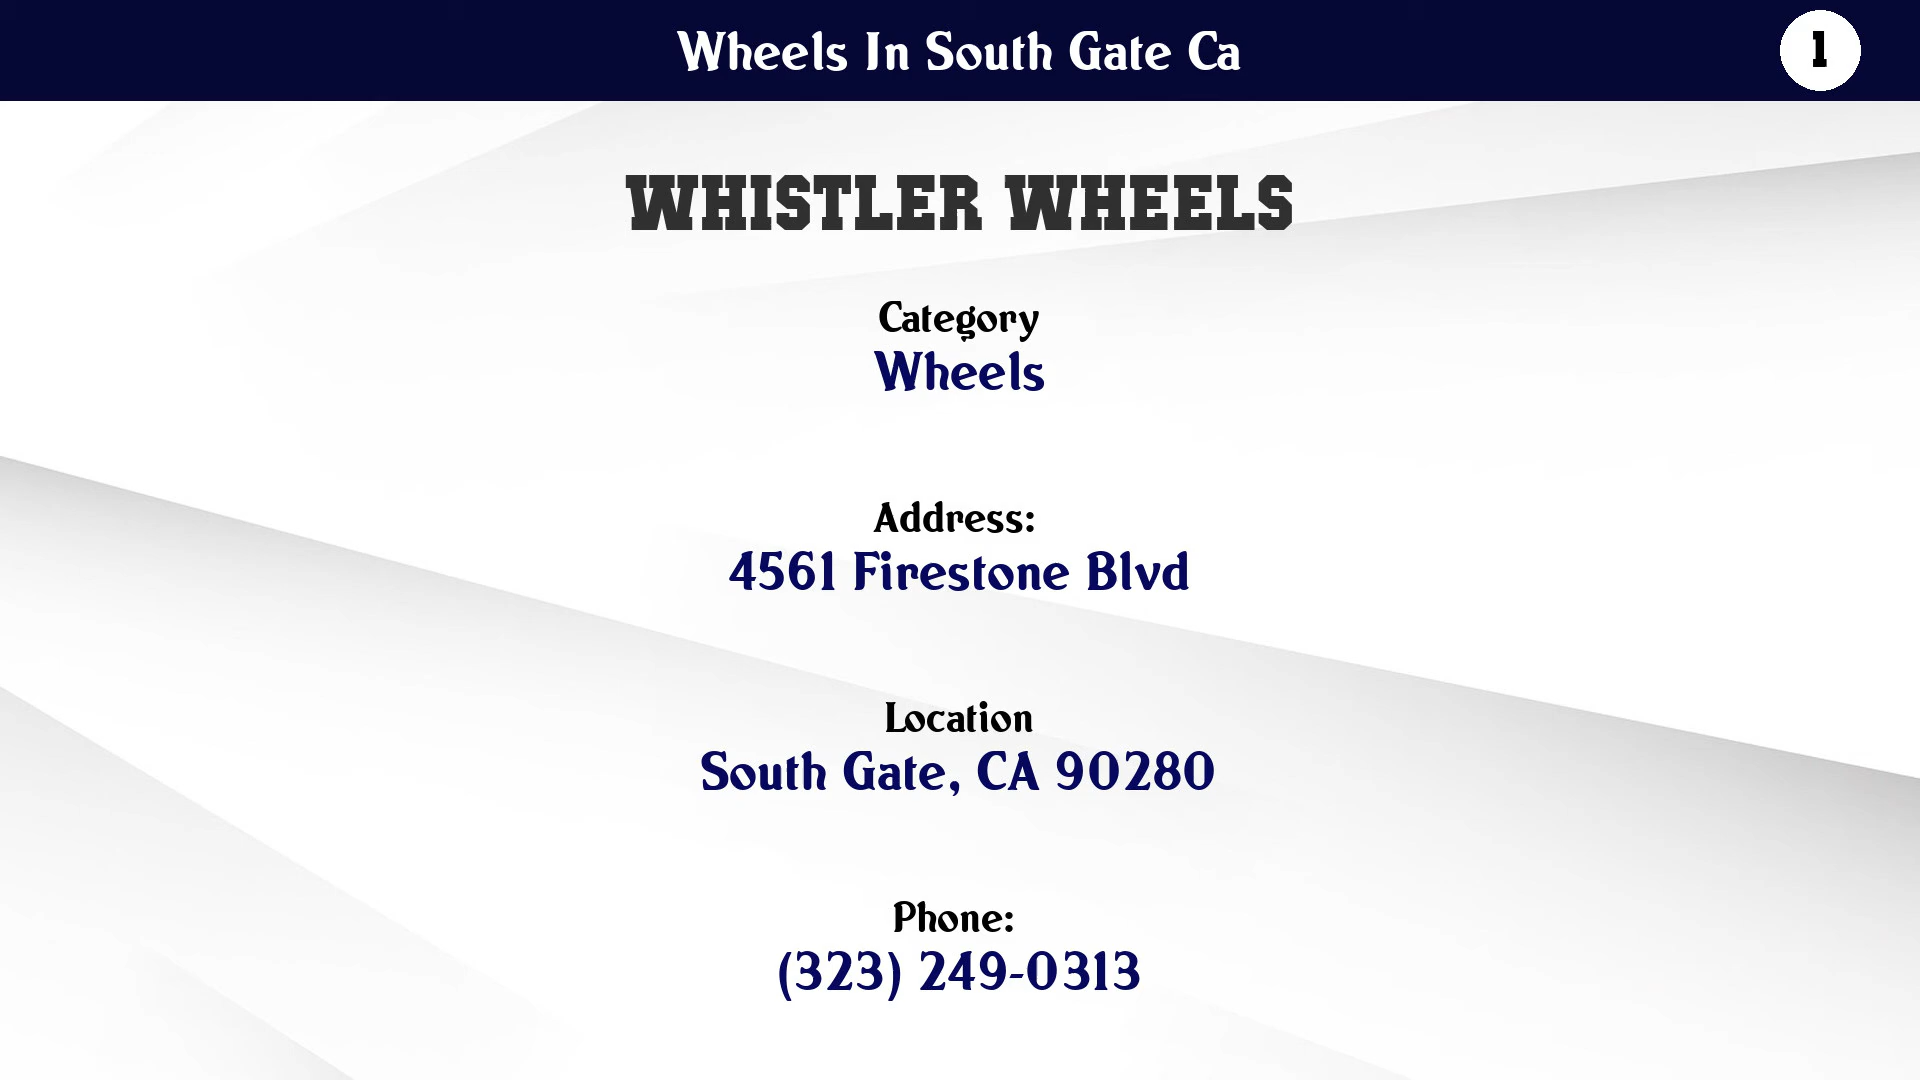 Wheels In South Gate Ca
1
WHISTLER WHEELS
Category
Wheels
Address:
4561 Firestone Blvd
Location
South Gate, CA 90280
Phone:
(323) 249-0313